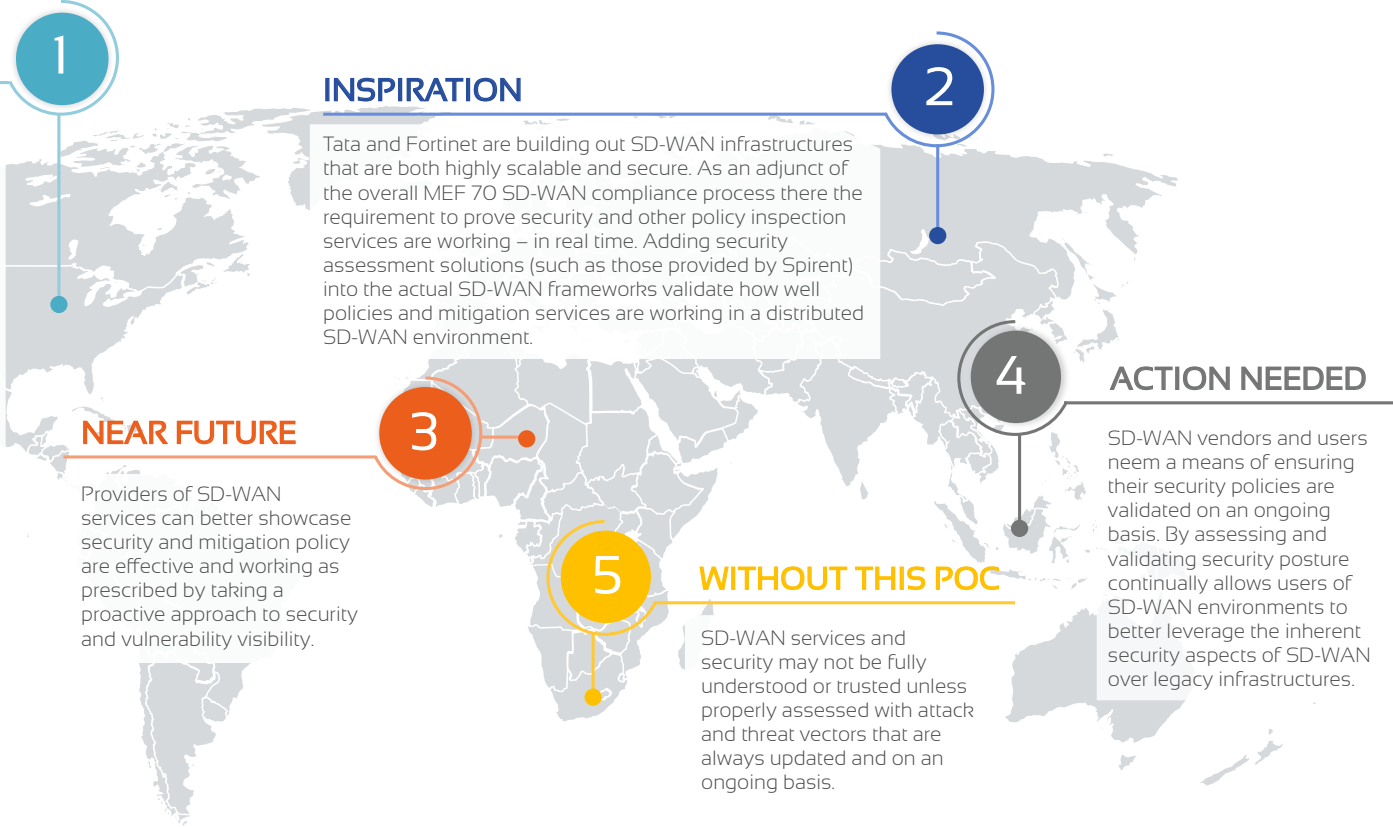 1
2
INSPIRATION
Tata and Fortinet are building out SD-WAN infrastructures
that are both highly scalable and secure. As an adjunct of
the overall MEF 70 SD-WAN compliance process there the
requirement to prove security and other policy inspection
services are working – in real time. Adding security
assessment solutions (such as those provided by Spirent)
into the actual SD-WAN frameworks validate how well
policies and mitigation services are working in a distributed
SD-WAN environment.
3
NEAR FUTURE
Providers of SD-WAN
services can better showcase
security and mitigation policy
are effective and working as
prescribed by taking a
proactive approach to security
and vulnerability visibility.
4
ACTION NEEDED
SD-WAN vendors and users
neem a means of ensuring
their security policies are
validated on an ongoing
basis. By assessing and
validating security posture
continually allows users of
SD-WAN environments to
better leverage the inherent
security aspects of SD-WAN
over legacy infrastructures.
5
WITHOUT THIS POC
SD-WAN services and
security may not be fully
understood or trusted unless
properly assessed with attack
and threat vectors that are
always updated and on an
ongoing basis.